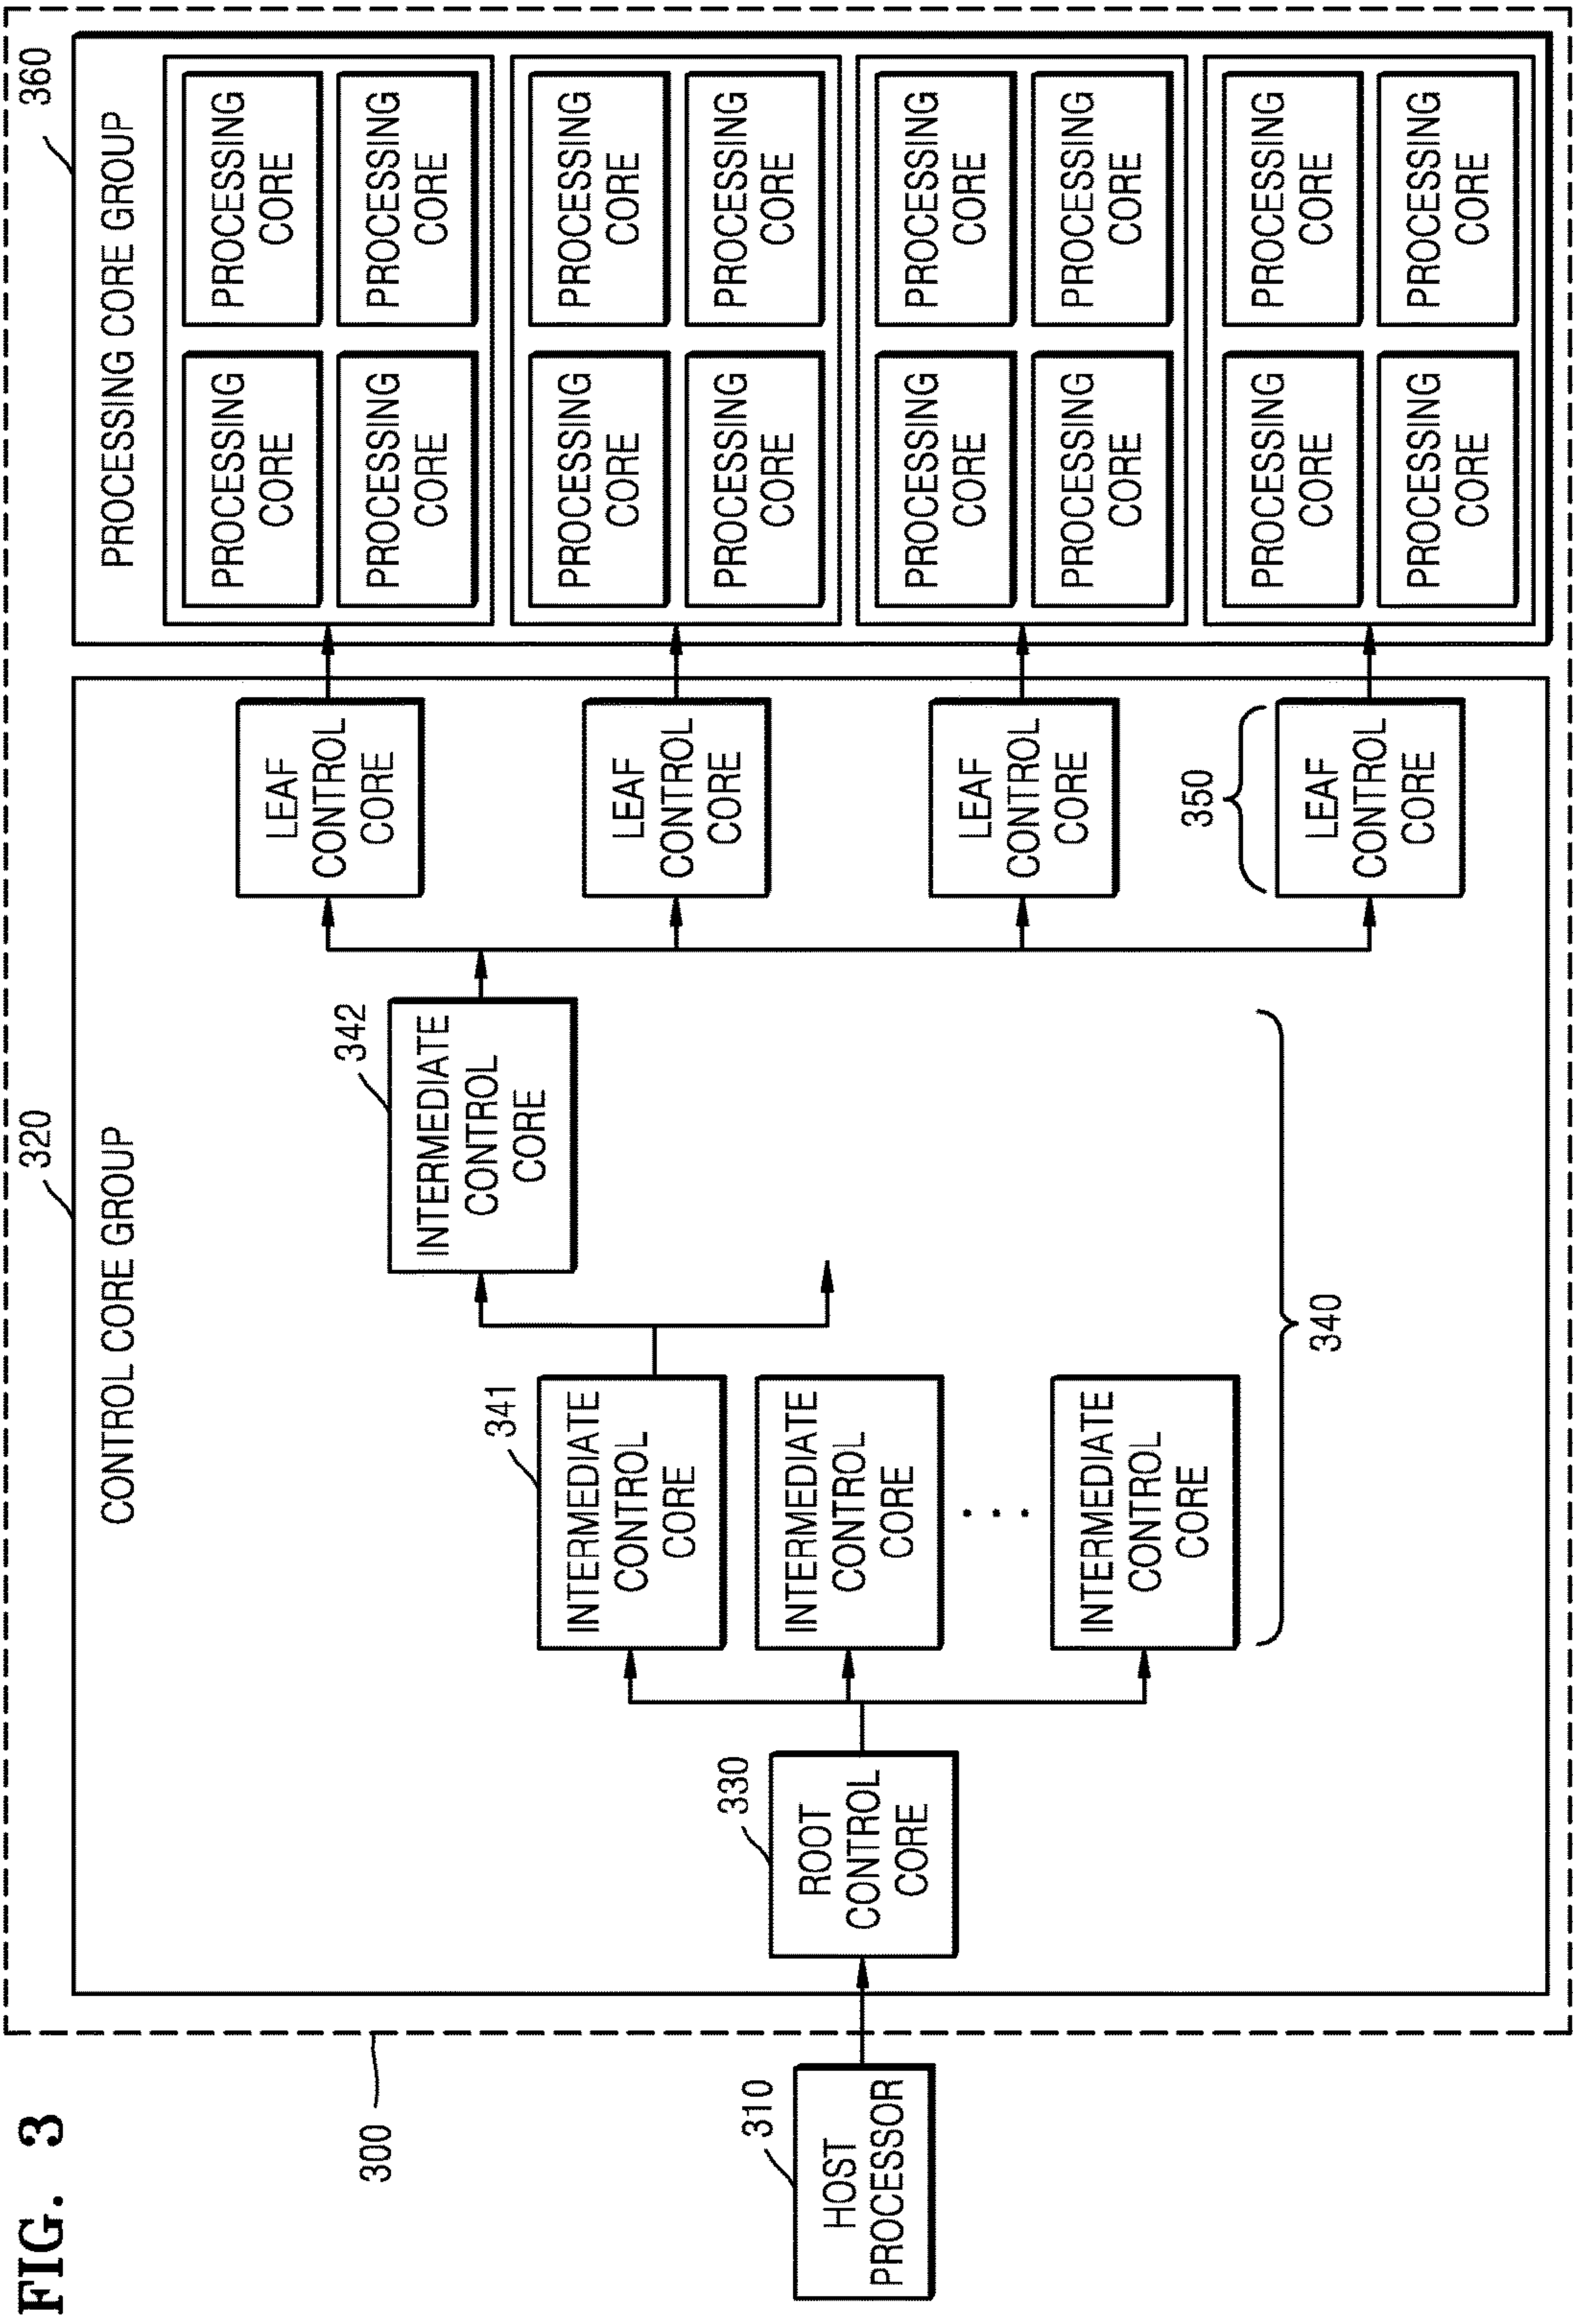 FIG. 3
300
310
HOST
PROCESSOR
320
CONTROL CORE GROUP
330
ROOT
CONTROL
CORE
341
INTERMEDIATE
CONTROL
CORE
INTERMEDIATE
CONTROL
CORE
. . .
INTERMEDIATE
CONTROL
CORE
340
342
INTERMEDIATE
CONTROL
CORE
LEAF
CONTROL
CORE
LEAF
CONTROL
CORE
LEAF
CONTROL
CORE
350
LEAF
CONTROL
CORE
360
PROCESSING CORE GROUP
PROCESSING
CORE
PROCESSING
CORE
PROCESSING
CORE
PROCESSING
CORE
PROCESSING
CORE
PROCESSING
CORE
PROCESSING
CORE
PROCESSING
CORE
PROCESSING
CORE
PROCESSING
CORE
PROCESSING
CORE
PROCESSING
CORE
PROCESSING
CORE
PROCESSING
CORE
PROCESSING
CORE
PROCESSING
CORE